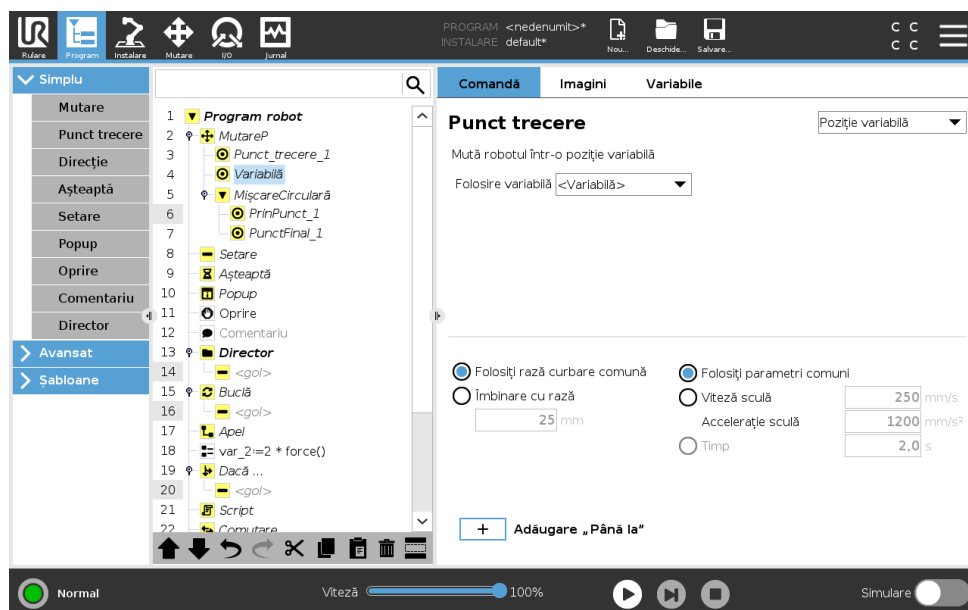 PROGRAM <nedenumit>*
INSTALARE default*
Rulare Program Instalare Mutare I/O Jurnal Nou... Deschide... Salvare...
C C
C C
Simplu
Mutare
Punct trecere
Direcție
Așteaptă
Setare
Popup
Oprire
Comentariu
Director
Avansat
Șabloane
1 Program robot
2 MutareP
3 Punct_trecere_1
4 Variabilă
5 MișcareCirculară
6 PrinPunct_1
7 PunctFinal_1
8 Setare
9 Așteaptă
10 Popup
11 Oprire
12 Comentariu
13 Director
14 <gol>
15 Buclă
16 <gol>
17 Apel
18 var_2:=2 * force()
19 Dacă ...
20 <gol>
21 Script
22 Comutare
Comandă Imagini Variabile
Punct trecere
Poziție variabilă
Mută robotul într-o poziție variabilă
Folosire variabilă <Variabilă>
Folosiți rază curbare comună
Îmbinare cu rază
25 mm
Folosiți parametri comuni
Viteză sculă 250 mm/s
Accelerație sculă 1200 mm/s²
Timp 2,0 s
+ Adăugare „Până la”
Normal Viteză 100% Simulare